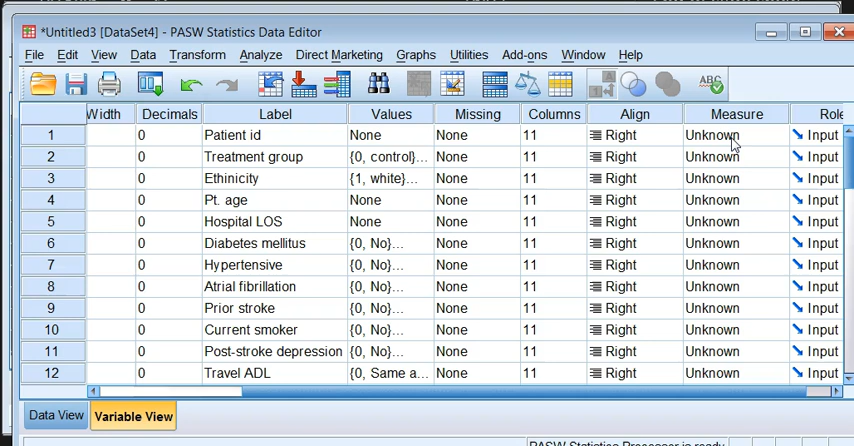 *Untitled3 [DataSet4] - PASW Statistics Data Editor
File Edit View Data Transform Analyze Direct Marketing Graphs Utilities Add-ons Window Help
A 1 A 14
ABC
Width Decimals Label Values Missing Columns Align Measure Role
1 0 Patient id None None 11 Right Unknown Input
2 0 Treatment group {0, control}... None 11 Right Unknown Input
3 0 Ethinicity {1, white}... None 11 Right Unknown Input
4 0 Pt. age None None 11 Right Unknown Input
5 0 Hospital LOS None None 11 Right Unknown Input
6 0 Diabetes mellitus {0, No}... None 11 Right Unknown Input
7 0 Hypertensive {0, No}... None 11 Right Unknown Input
8 0 Atrial fibrillation {0, No}... None 11 Right Unknown Input
9 0 Prior stroke {0, No}... None 11 Right Unknown Input
10 0 Current smoker {0, No}... None 11 Right Unknown Input
11 0 Post-stroke depression {0, No}... None 11 Right Unknown Input
12 0 Travel ADL {0, Same a... None 11 Right Unknown Input
Data View Variable View
PASW Statistics Processor is ready